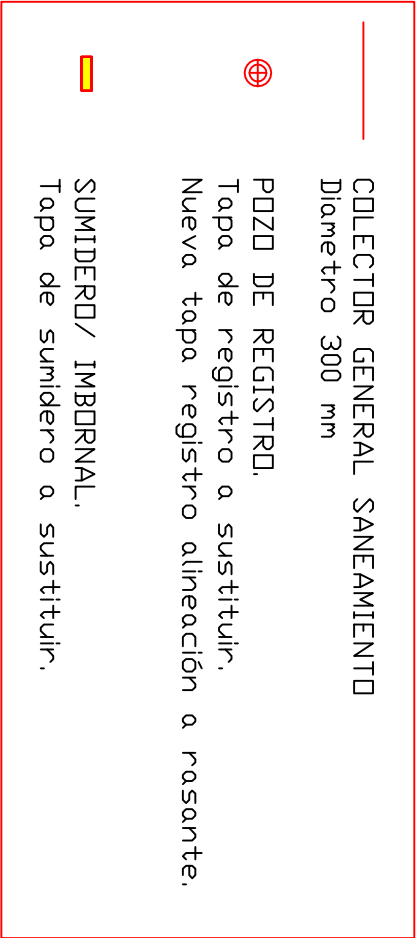 COLECTOR GENERAL SANEAMIENTO
Diametro 300 mm
POZO DE REGISTRO.
Tapa de registro a sustituir.
Nueva tapa registro alineación a rasante.
SUMIDERO/ IMBORNAL.
Tapa de sumidero a sustituir.